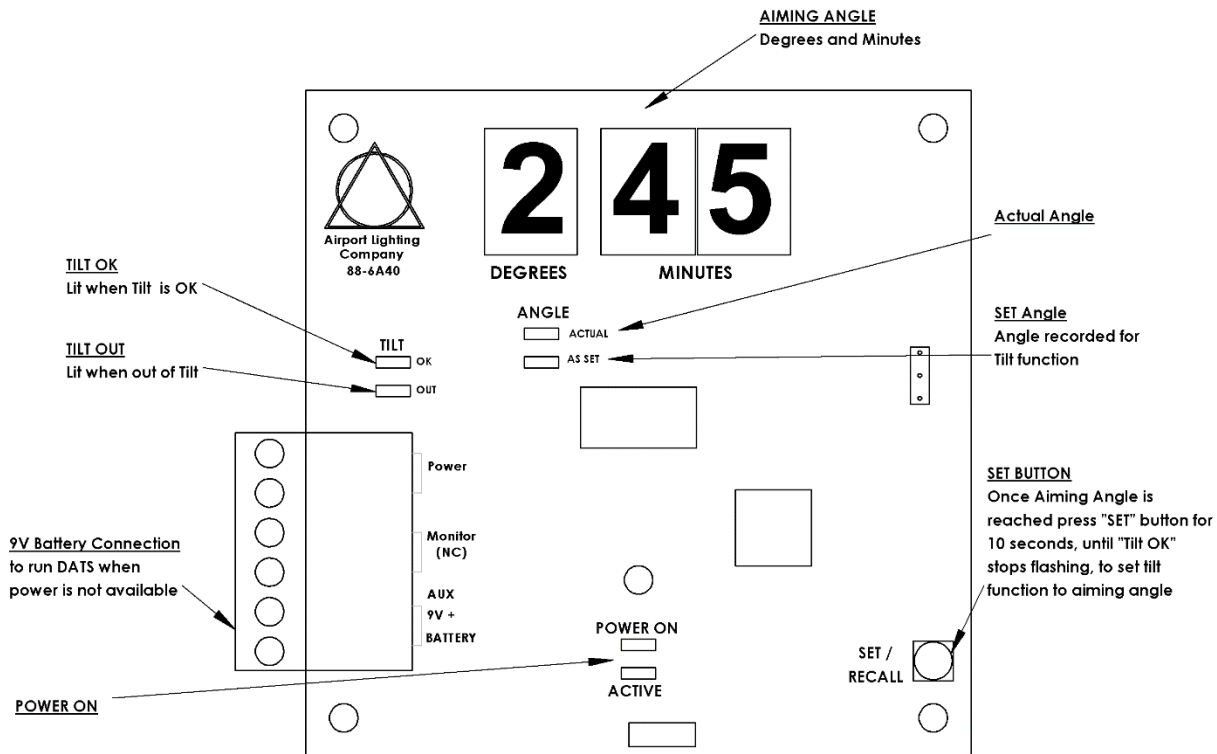 AIMING ANGLE
Degrees and Minutes
2 45
Airport Lighting
Company
88-6A40
DEGREES
MINUTES
Actual Angle
TILT OK
Lit when Tilt is OK
ANGLE
ACTUAL
SET Angle
Angle recorded for
Tilt function
TILT OUT
Lit when out of Tilt
TILT
OK
AS SET
OUT
Power
SET BUTTON
Once Aiming Angle is
reached press "SET" button for
10 seconds, until "Tilt OK"
stops flashing, to set tilt
function to aiming angle
9V Battery Connection
to run DATS when
power is not available
Monitor
(NC)
AUX
9V +
BATTERY
POWER ON
ACTIVE
SET /
RECALL
POWER ON